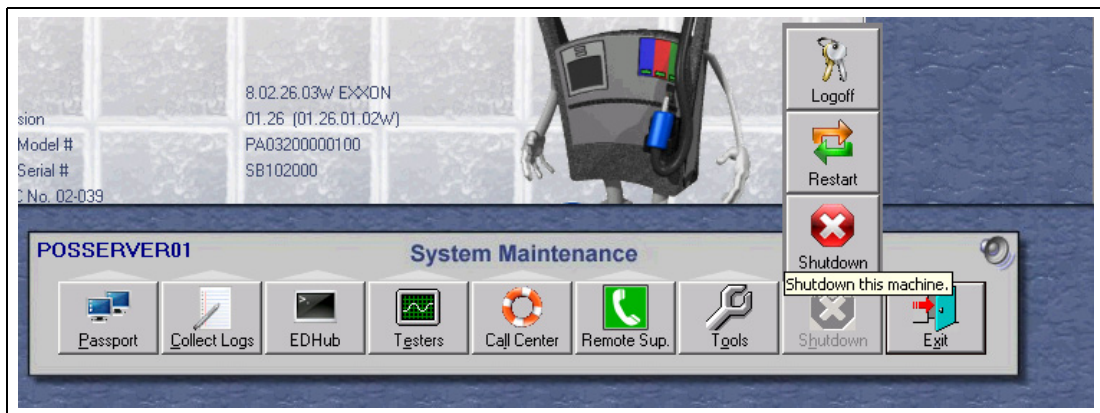 8.02.26.03W EXXON
sion 01.26 (01.26.01.02W)
Model # PA03200000100
Serial # SB102000
C No. 02-039
Logoff
Restart
Shutdown
Shutdown this machine.
POSSERVER01
System Maintenance
Passport Collect Logs EDHub Testers Call Center Remote Sup. Tools Shutdown Exit